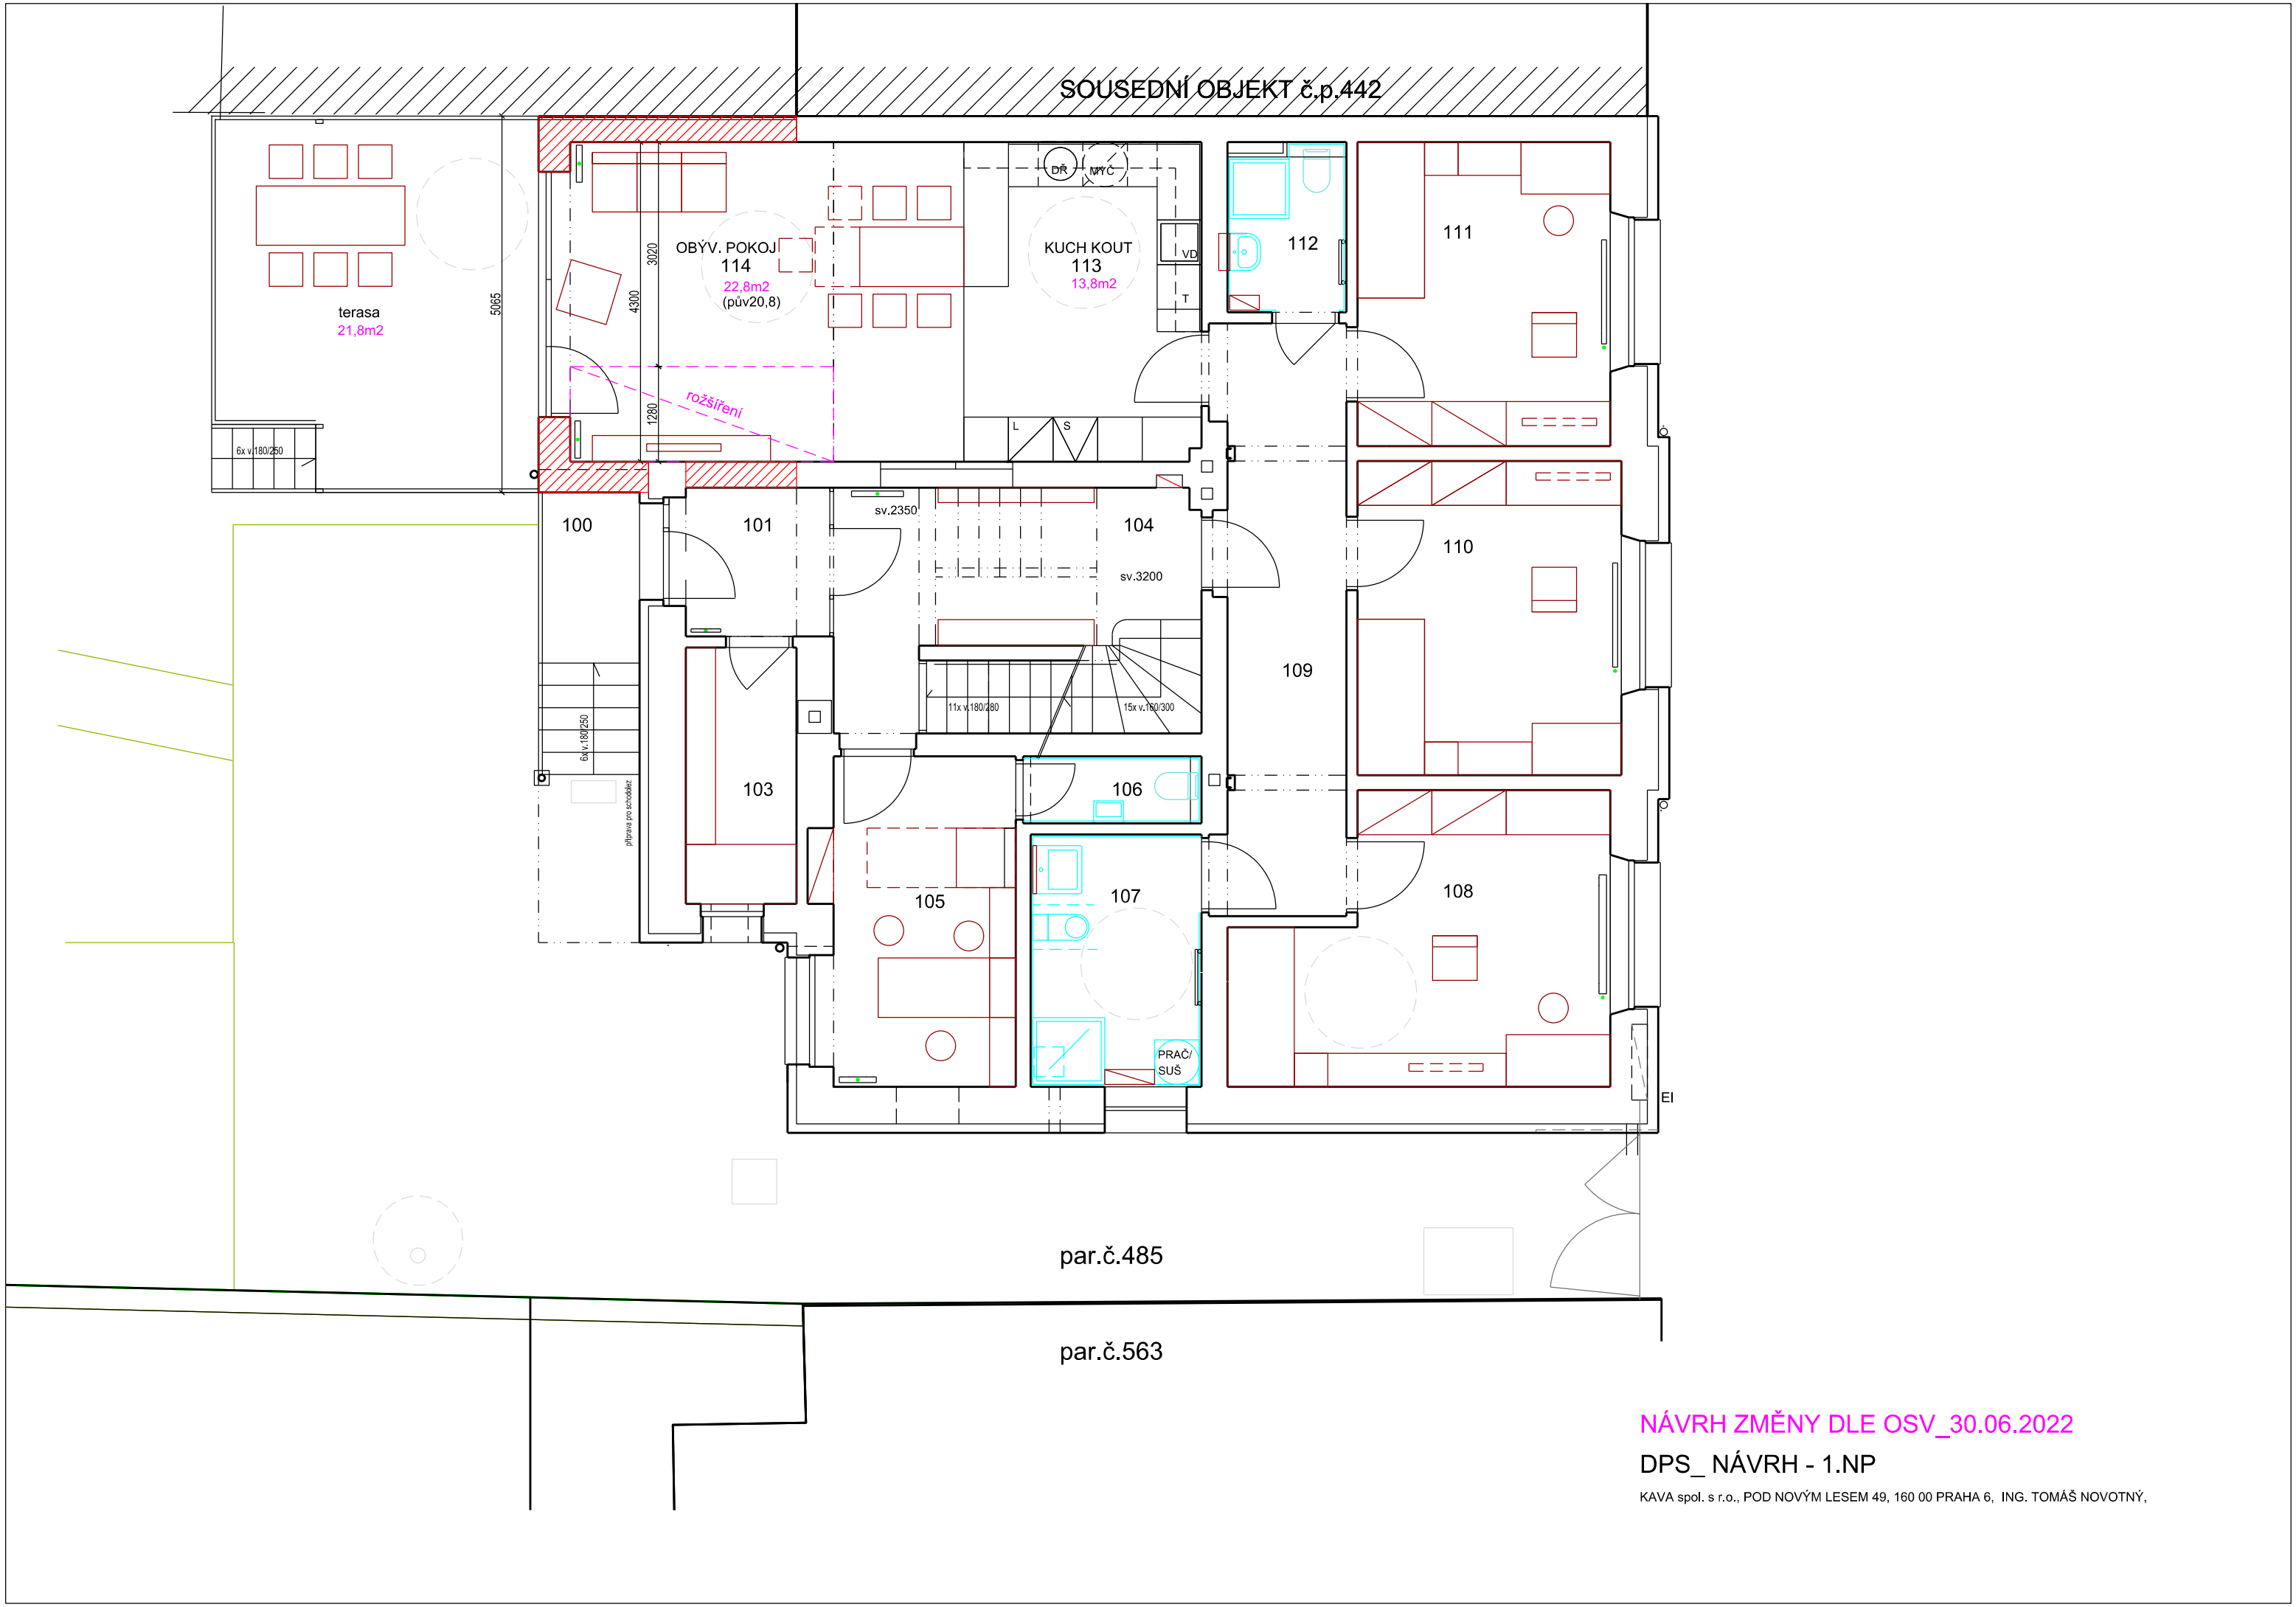 SOUSEDNÍ OBJEKT č.p.442
DŘ
MYČ
OBÝV. POKOJ
114
22,8m2
(pův20,8)
KUCH KOUT
113
13,8m2
VD
T
112
111
3020
4300
5065
1280
terasa
21,8m2
rožšíření
L
S
6x v.180/250
100
101
sv.2350
104
sv.3200
110
109
11x v.180/280
15x v.160/300
6x v.180/250
příprava pro schodolez
103
106
105
107
108
PRAČ/
SUŠ
El
par.č.485
par.č.563
NÁVRH ZMĚNY DLE OSV_30.06.2022
DPS_ NÁVRH - 1.NP
KAVA spol. s r.o., POD NOVÝM LESEM 49, 160 00 PRAHA 6, ING. TOMÁŠ NOVOTNÝ,